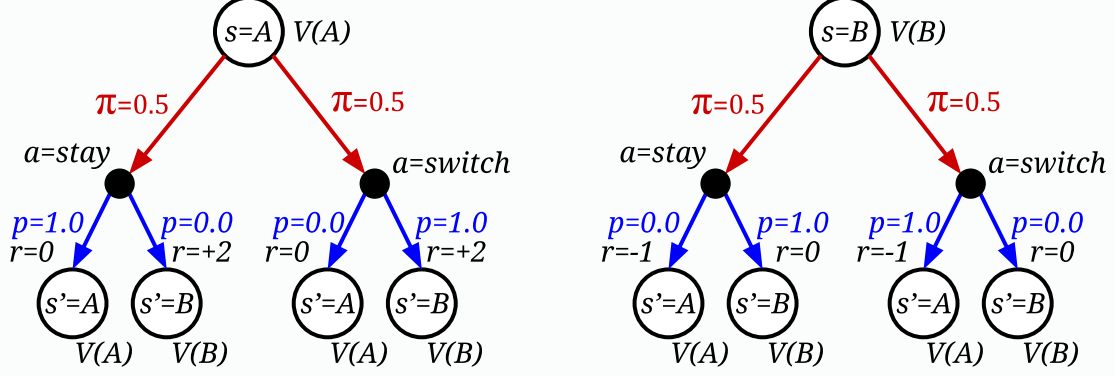 s=A V(A) s=B V(B)
π=0.5 π=0.5 π=0.5 π=0.5
a=stay a=switch a=stay a=switch
p=1.0 p=0.0 p=0.0 p=1.0 p=0.0 p=1.0 p=1.0 p=0.0
r=0 r=+2 r=0 r=+2 r=-1 r=0 r=-1 r=0
s’=A s’=B s’=A s’=B s’=A s’=B s’=A s’=B
V(A) V(B) V(A) V(B) V(A) V(B) V(A) V(B)